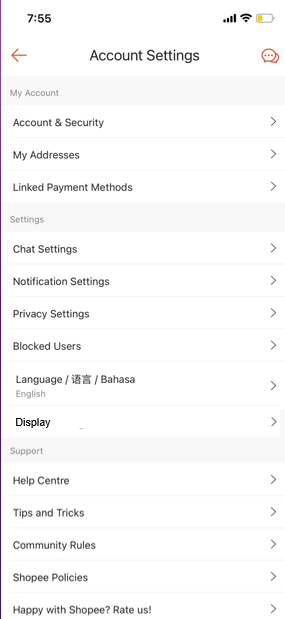 7:55
Account Settings
My Account
Account & Security
My Addresses
Linked Payment Methods
Settings
Chat Settings
Notification Settings
Privacy Settings
Blocked Users
Language / 语言 / Bahasa
English
Display
Support
Help Centre
Tips and Tricks
Community Rules
Shopee Policies
Happy with Shopee? Rate us!